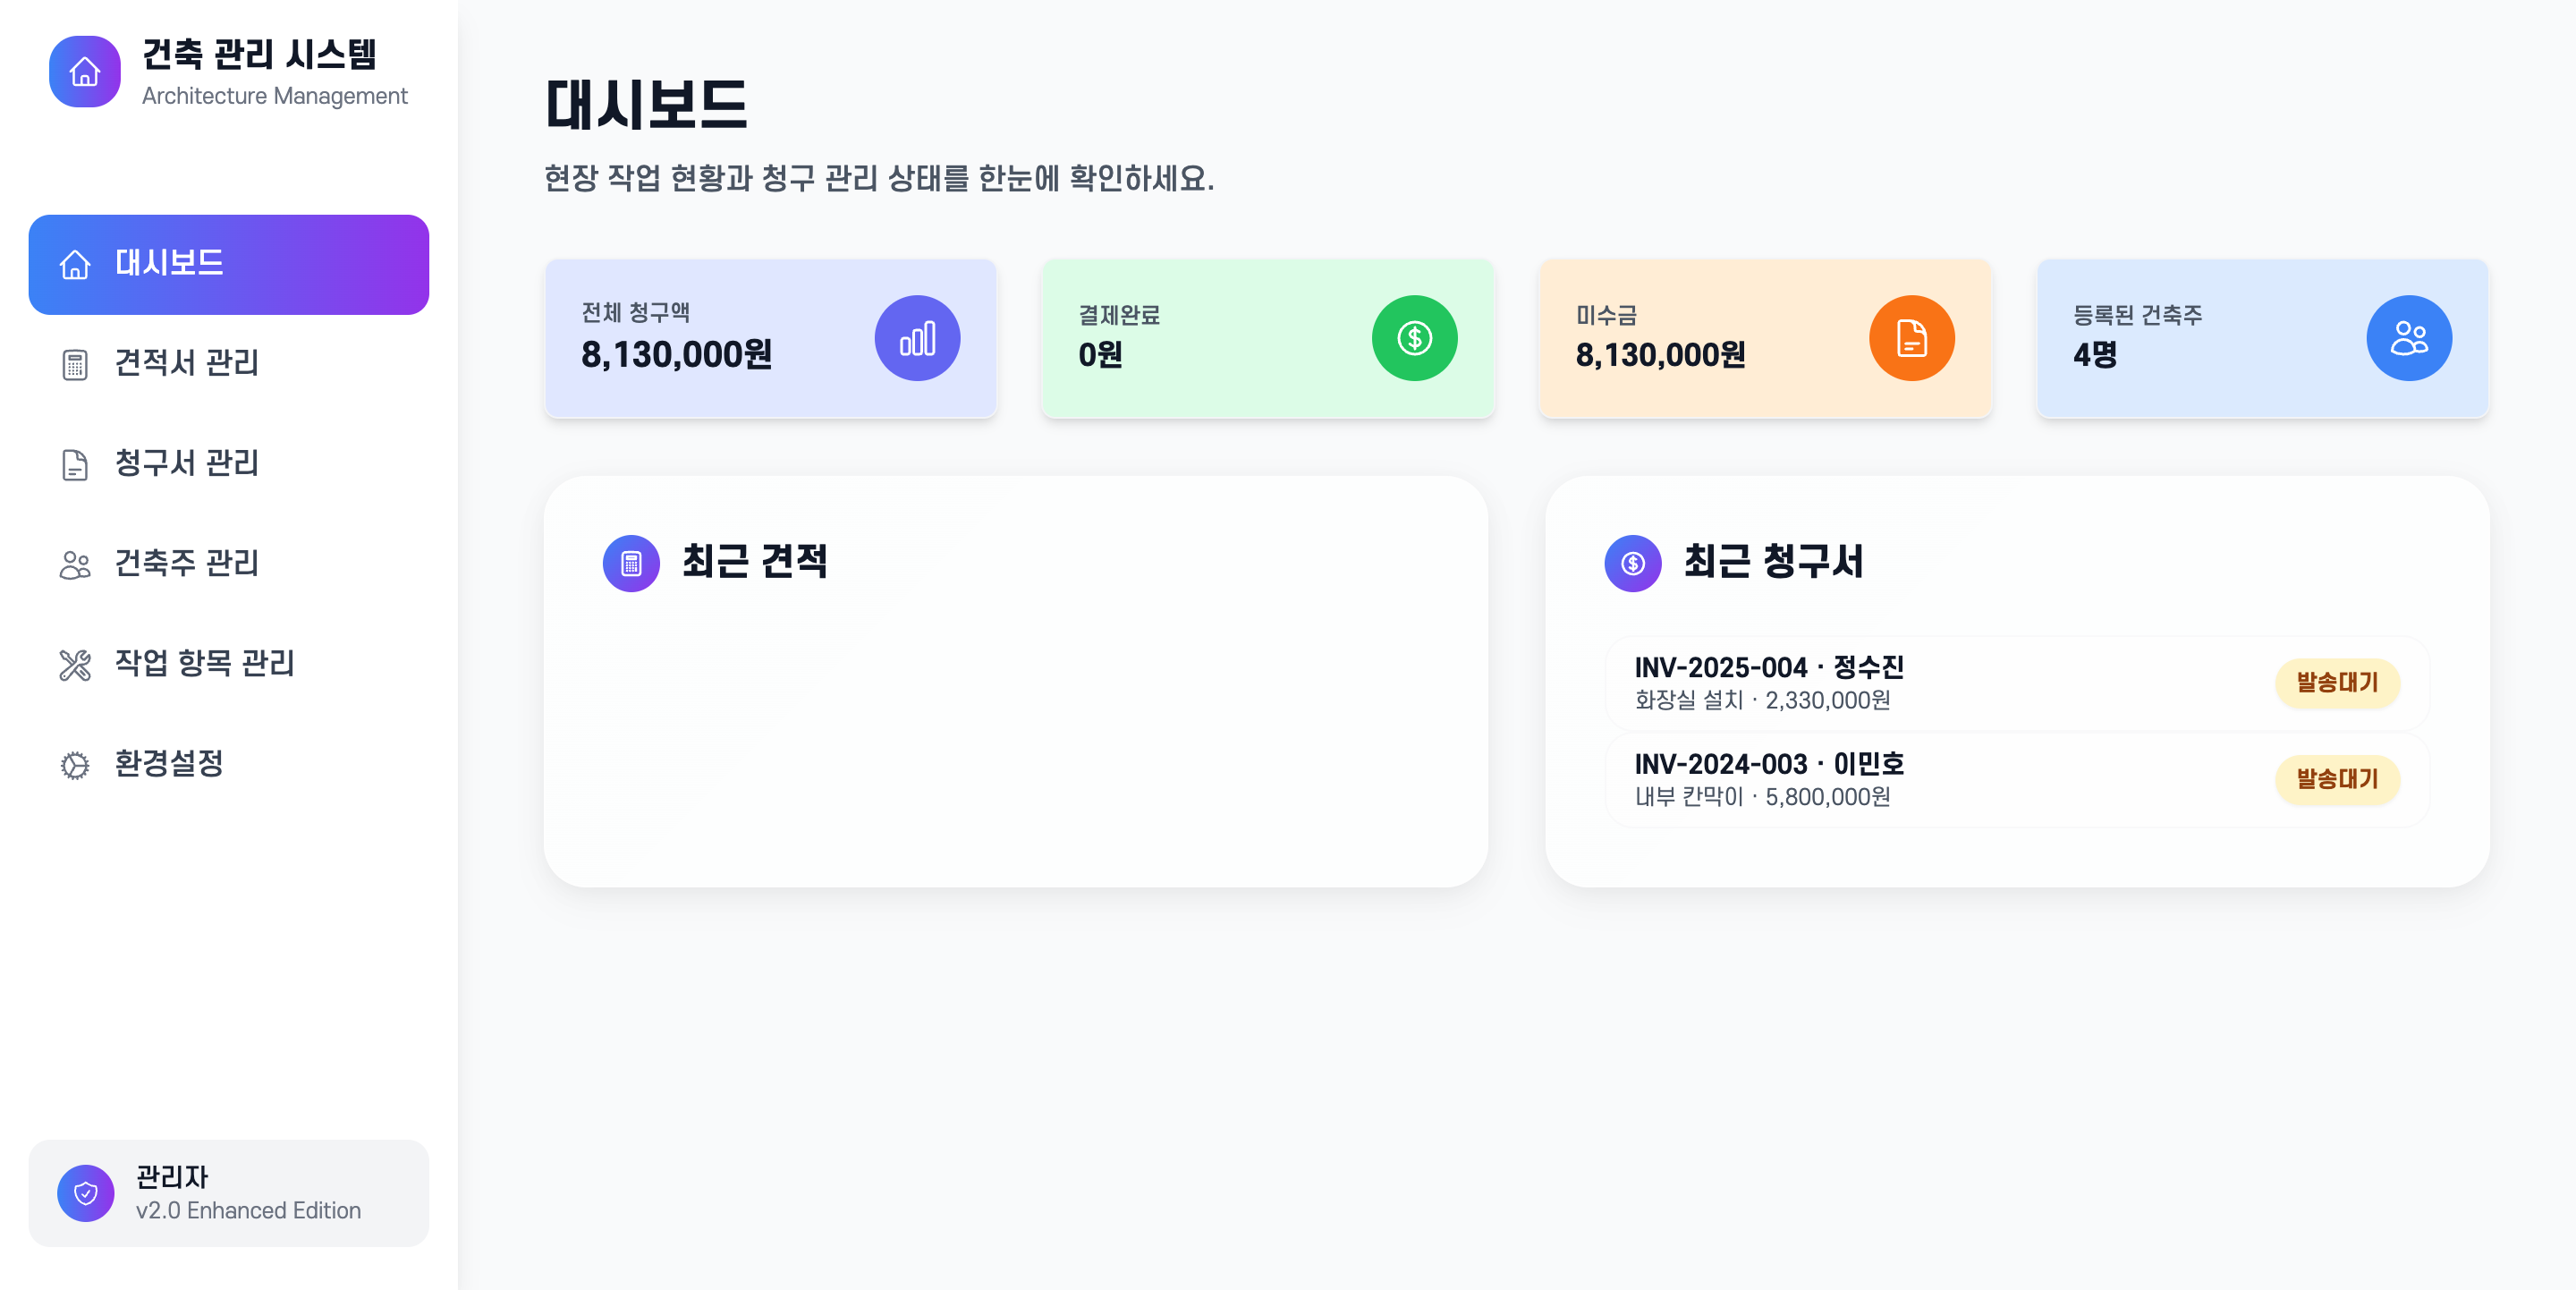 건축 관리 시스템
Architecture Management
대시보드
견적서 관리
청구서 관리
건축주 관리
작업 항목 관리
환경설정
관리자
v2.0 Enhanced Edition
대시보드
현장 작업 현황과 청구 관리 상태를 한눈에 확인하세요.
전체 청구액
8,130,000원
결제완료
0원
미수금
8,130,000원
등록된 건축주
4명
최근 견적
최근 청구서
INV-2025-004 · 정수진
화장실 설치 · 2,330,000원
발송대기
INV-2024-003 · 이민호
내부 칸막이 · 5,800,000원
발송대기